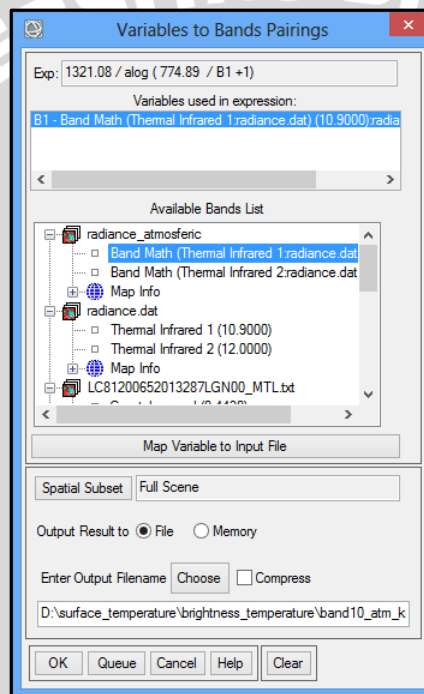 Variables to Bands Pairings
Exp: 1321.08 / alog ( 774.89 / B1 +1)
Variables used in expression:
B1 - Band Math (Thermal Infrared 1:radiance.dat) (10.9000):radia
Available Bands List
radiance_atmosferic
Band Math (Thermal Infrared 1:radiance.dat
Band Math (Thermal Infrared 2:radiance.dat
Map Info
radiance.dat
Thermal Infrared 1 (10.9000)
Thermal Infrared 2 (12.0000)
Map Info
LC81200652013287LGN00_MTL.txt
Map Variable to Input File
Spatial Subset Full Scene
Output Result to File Memory
Enter Output Filename Choose Compress
D:\surface_temperature\brightness_temperature\band10_atm_k
OK Queue Cancel Help Clear